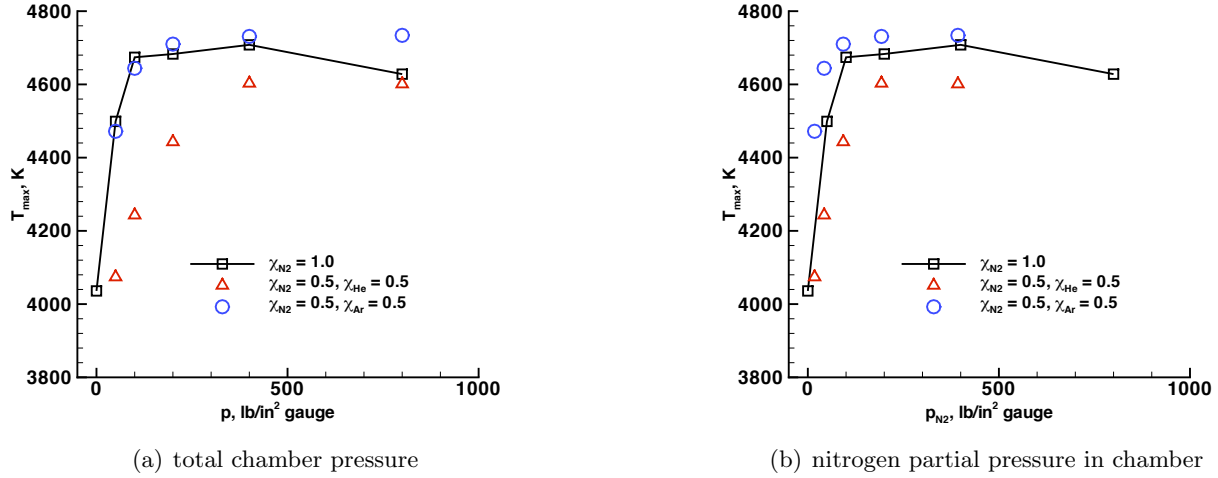 4800
4600
4400
4200
4000
3800
T_max, K
χ_N2 = 1.0
χ_N2 = 0.5, χ_He = 0.5
χ_N2 = 0.5, χ_Ar = 0.5
0
500
1000
p, lb/in² gauge
(a) total chamber pressure
4800
4600
4400
4200
4000
3800
T_max, K
χ_N2 = 1.0
χ_N2 = 0.5, χ_He = 0.5
χ_N2 = 0.5, χ_Ar = 0.5
0
500
1000
p_N2, lb/in² gauge
(b) nitrogen partial pressure in chamber